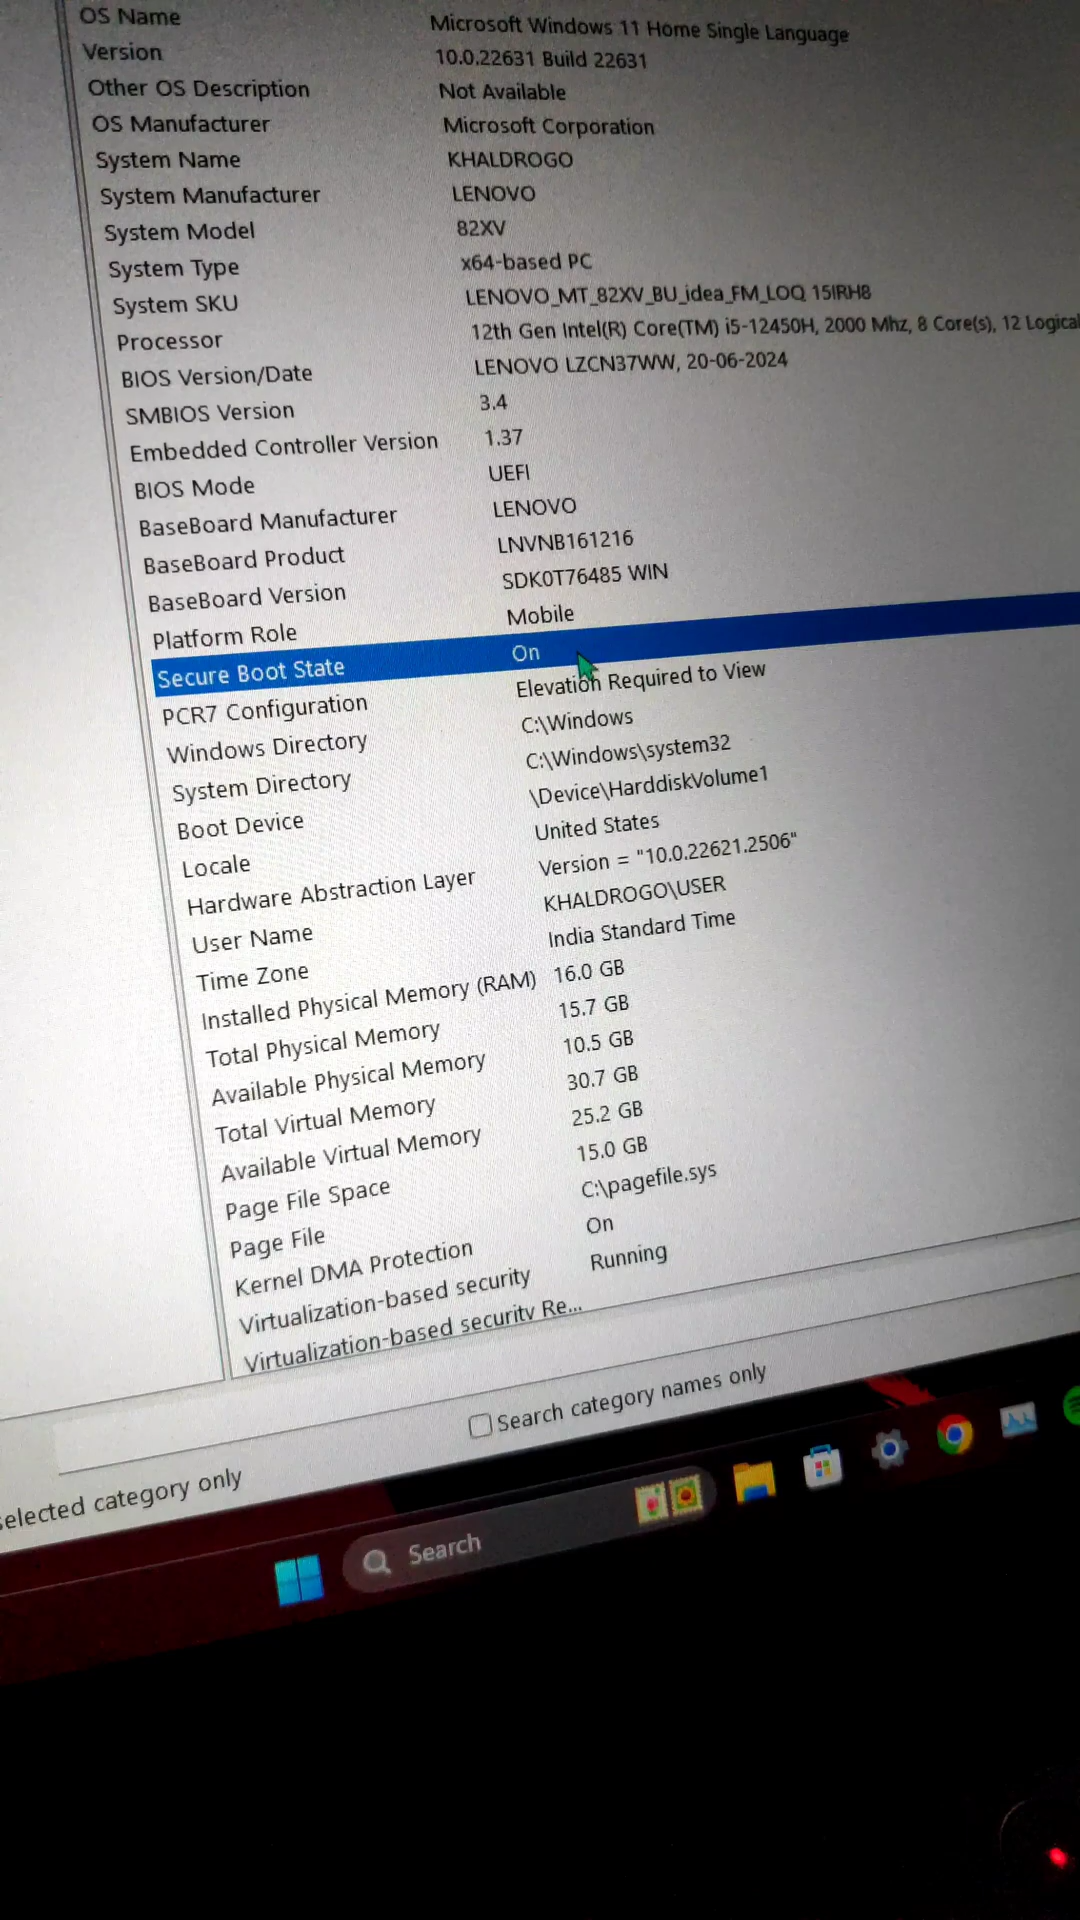 OS Name Microsoft Windows 11 Home Single Language
Version 10.0.22631 Build 22631
Other OS Description Not Available
OS Manufacturer Microsoft Corporation
System Name KHALDROGO
System Manufacturer LENOVO
System Model 82XV
System Type x64-based PC
System SKU LENOVO_MT_82XV_BU_idea_FM_LOQ 15IRH8
Processor 12th Gen Intel(R) Core(TM) i5-12450H, 2000 Mhz, 8 Core(s), 12 Logical
BIOS Version/Date LENOVO LZCN37WW, 20-06-2024
SMBIOS Version 3.4
Embedded Controller Version 1.37
BIOS Mode UEFI
BaseBoard Manufacturer LENOVO
BaseBoard Product LNVNB161216
BaseBoard Version SDK0T76485 WIN
Platform Role Mobile
Secure Boot State On
PCR7 Configuration Elevation Required to View
Windows Directory C:\Windows
System Directory C:\Windows\system32
Boot Device \Device\HarddiskVolume1
Locale United States
Hardware Abstraction Layer Version = "10.0.22621.2506"
User Name KHALDROGO\USER
Time Zone India Standard Time
Installed Physical Memory (RAM) 16.0 GB
Total Physical Memory 15.7 GB
Available Physical Memory 10.5 GB
Total Virtual Memory 30.7 GB
Available Virtual Memory 25.2 GB
Page File Space 15.0 GB
Page File C:\pagefile.sys
Kernel DMA Protection On
Virtualization-based security Running
Virtualization-based security Re...
Search category names only
selected category only
Search